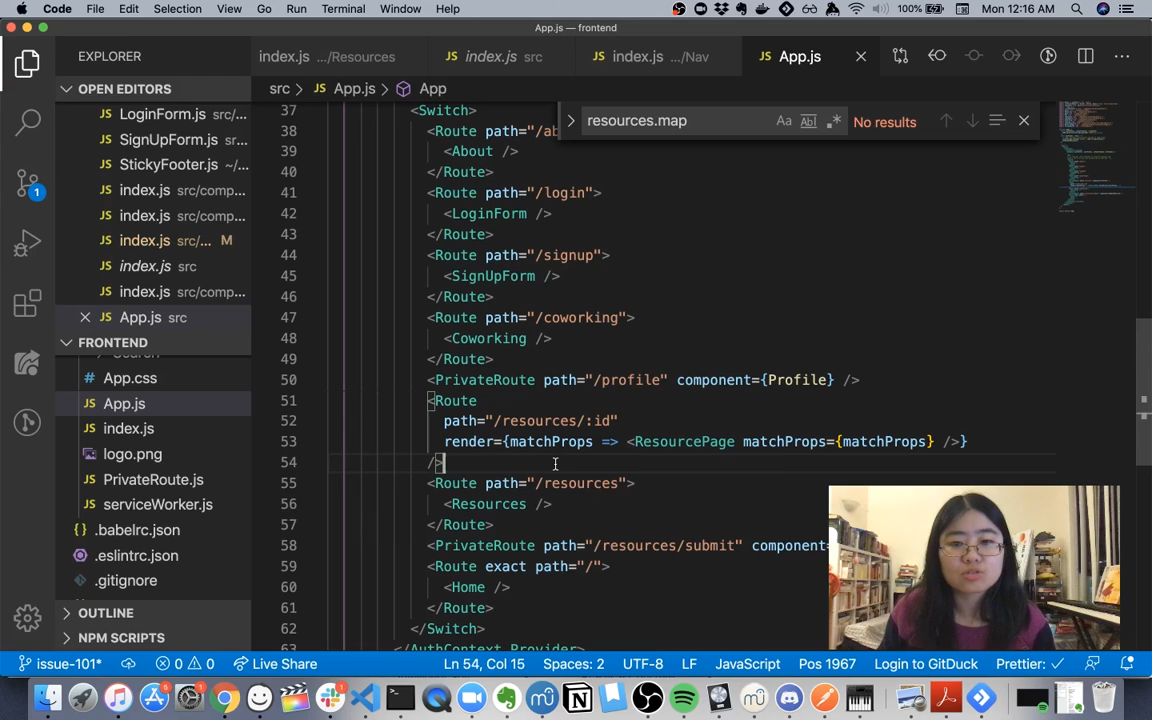 Code File Edit Selection View Go Run Terminal Window Help 100% Mon 12:16 AM
App.js — frontend
EXPLORER index.js .../Resources index.js src index.js .../Nav App.js
OPEN EDITORS src App.js App
LoginForm.js src/...
SignUpForm.js sr...
StickyFooter.js ~/...
index.js src/comp...
index.js src/comp...
index.js src/... M
index.js src
index.js src/comp...
App.js src
FRONTEND
App.css
App.js
index.js
logo.png
PrivateRoute.js
serviceWorker.js
.babelrc.json
.eslintrc.json
.gitignore
OUTLINE
NPM SCRIPTS
resources.map Aa Abl No results
37 <Switch>
38 <Route path="/ab
39 <About />
40 </Route>
41 <Route path="/login">
42 <LoginForm />
43 </Route>
44 <Route path="/signup">
45 <SignUpForm />
46 </Route>
47 <Route path="/coworking">
48 <Coworking />
49 </Route>
50 <PrivateRoute path="/profile" component={Profile} />
51 <Route
52 path="/resources/:id"
53 render={matchProps => <ResourcePage matchProps={matchProps} />}
54 />
55 <Route path="/resources">
56 <Resources />
57 </Route>
58 <PrivateRoute path="/resources/submit" component=
59 <Route exact path="/">
60 <Home />
61 </Route>
62 </Switch>
63 </AuthContext.Provider>
1
issue-101* 0 0 Live Share Ln 54, Col 15 Spaces: 2 UTF-8 LF JavaScript Pos 1967 Login to GitDuck Prettier: ✓